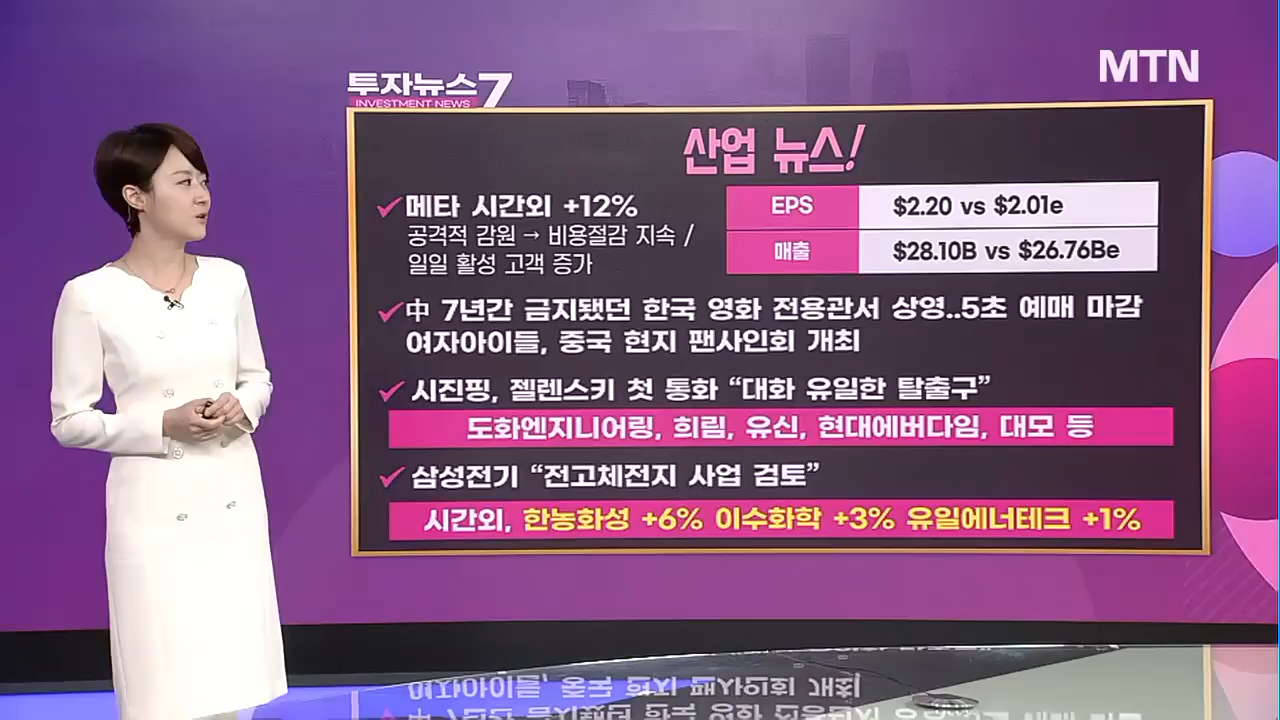 MTN
투자뉴스7
INVESTMENT NEWS
산업 뉴스!
메타 시간외 +12%
공격적 감원 → 비용절감 지속 /
일일 활성 고객 증가
EPS $2.20 vs $2.01e
매출 $28.10B vs $26.76Be
中 7년간 금지됐던 한국 영화 전용관서 상영..5초 예매 마감
여자아이들, 중국 현지 팬사인회 개최
시진핑, 젤렌스키 첫 통화 “대화 유일한 탈출구”
도화엔지니어링, 희림, 유신, 현대에버다임, 대모 등
삼성전기 “전고체전지 사업 검토”
시간외, 한농화성 +6% 이수화학 +3% 유일에너테크 +1%